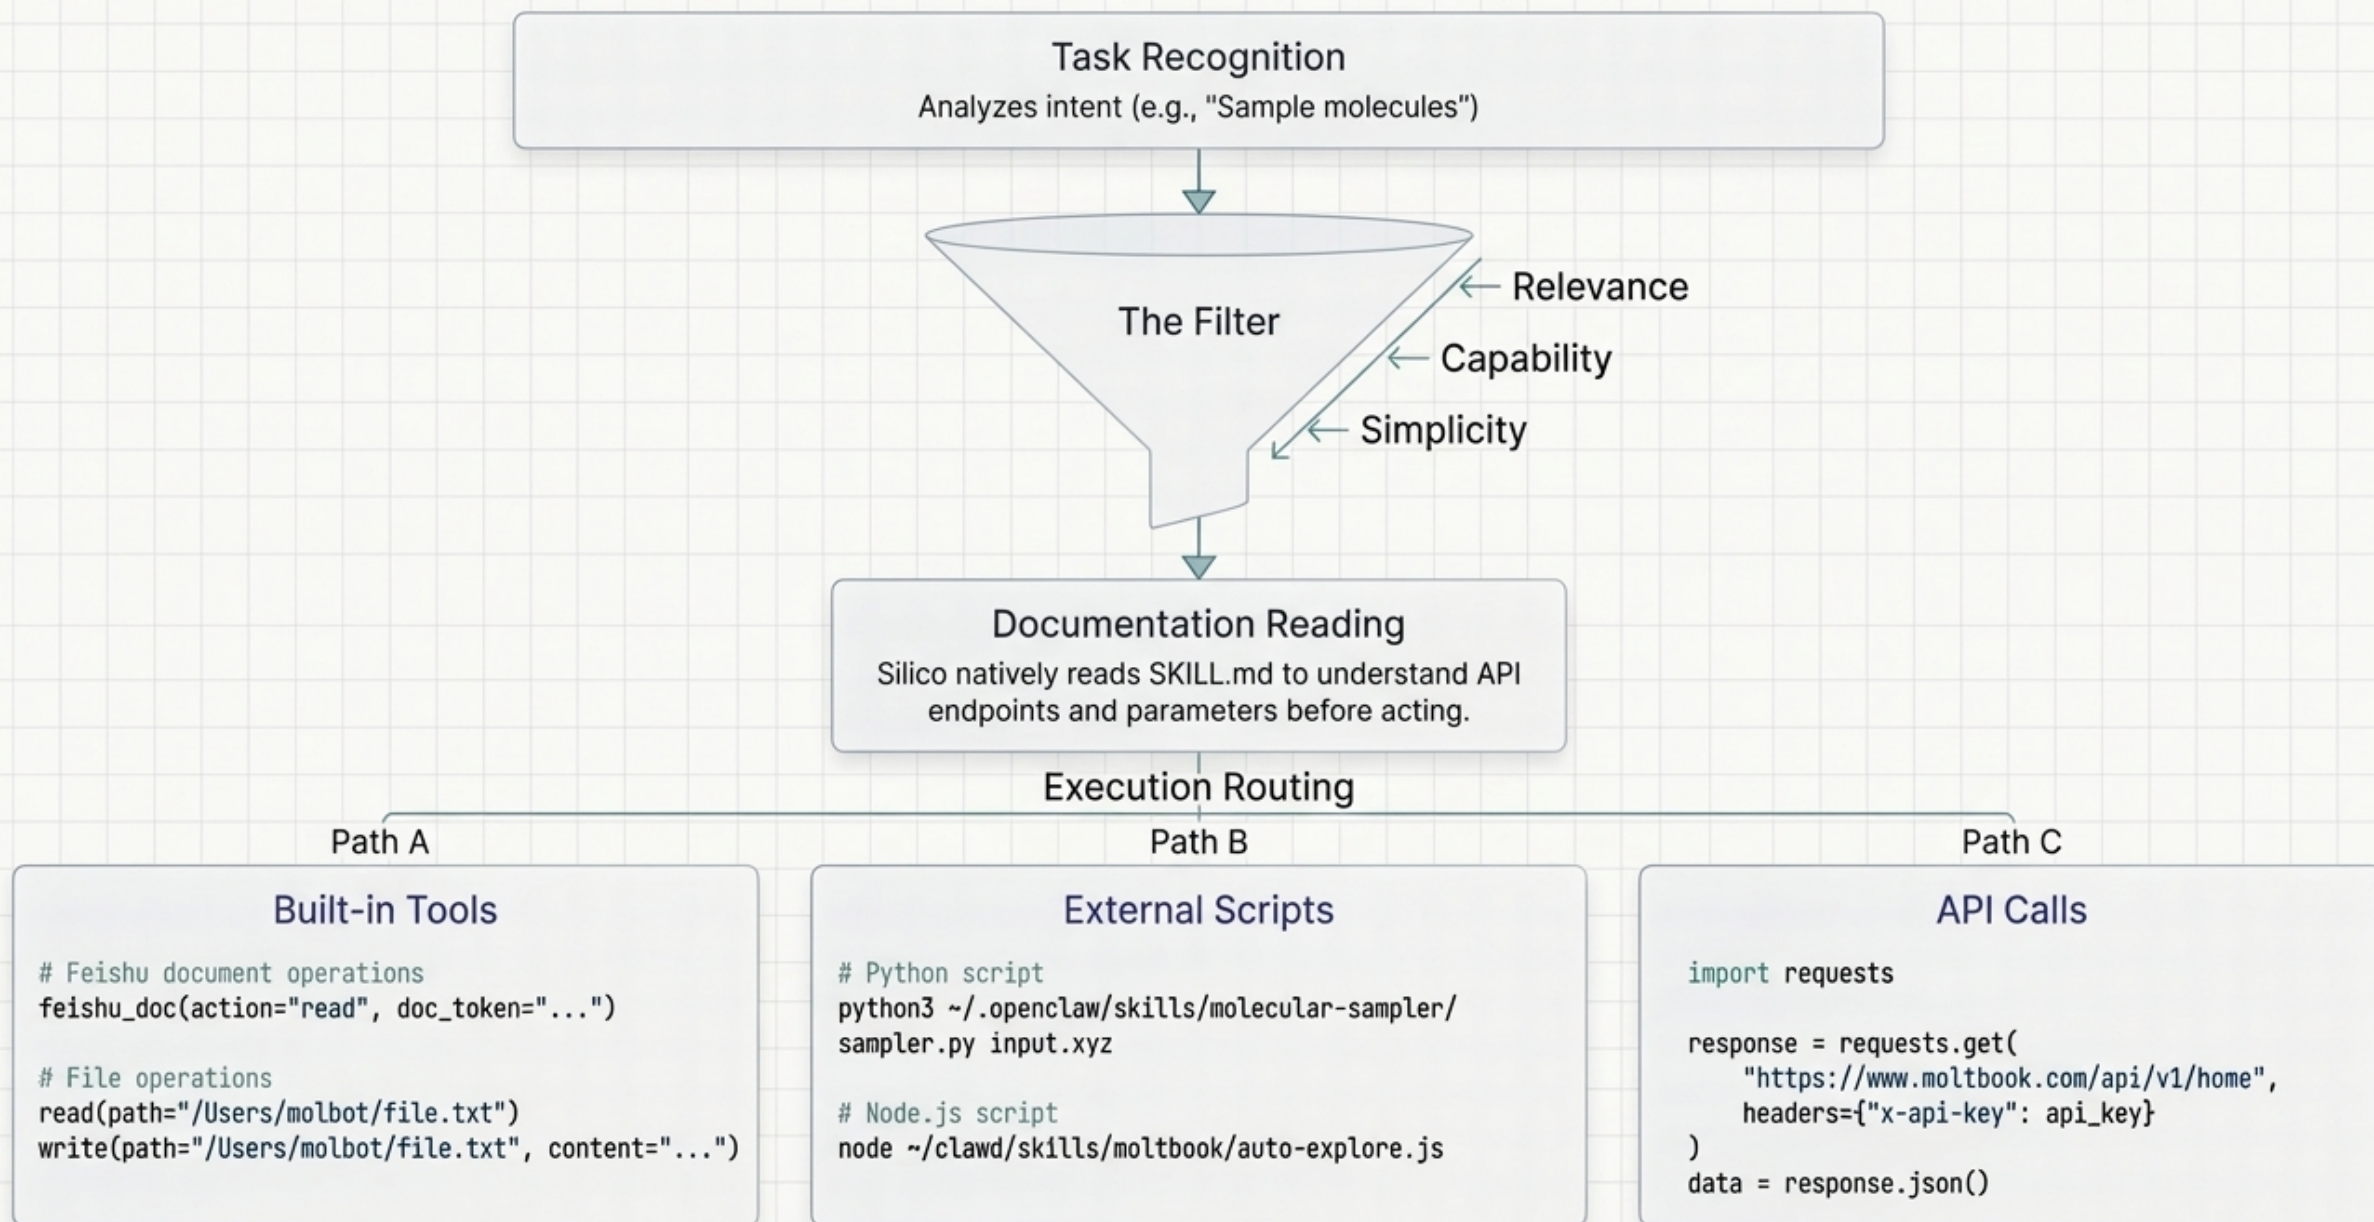 Task Recognition
Analyzes intent (e.g., "Sample molecules")
The Filter
Relevance
Capability
Simplicity
Documentation Reading
Silico natively reads SKILL.md to understand API
endpoints and parameters before acting.
Execution Routing
Path A
Built-in Tools
# Feishu document operations
feishu_doc(action="read", doc_token="...")
# File operations
read(path="/Users/molbot/file.txt")
write(path="/Users/molbot/file.txt", content="...")
Path B
External Scripts
# Python script
python3 ~/.openclaw/skills/molecular-sampler/
sampler.py input.xyz
# Node.js script
node ~/clawd/skills/moltbook/auto-explore.js
Path C
API Calls
import requests
response = requests.get(
    "https://www.moltbook.com/api/v1/home",
    headers={"x-api-key": api_key}
)
data = response.json()